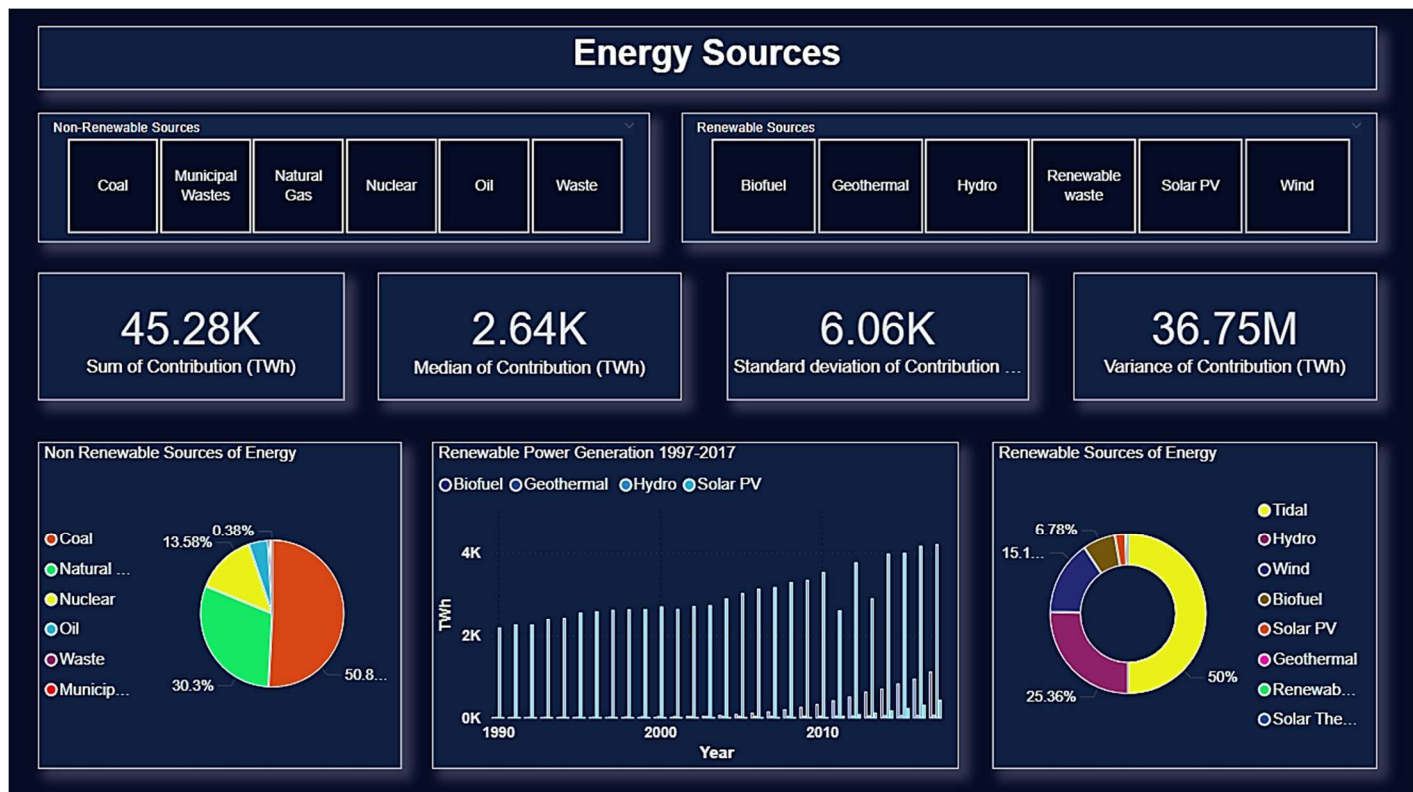 Energy Sources
Non-Renewable Sources
Coal
Municipal
Wastes
Natural
Gas
Nuclear
Oil
Waste
Renewable Sources
Biofuel
Geothermal
Hydro
Renewable
waste
Solar PV
Wind
45.28K
Sum of Contribution (TWh)
2.64K
Median of Contribution (TWh)
6.06K
Standard deviation of Contribution ...
36.75M
Variance of Contribution (TWh)
Non Renewable Sources of Energy
Coal
Natural ...
Nuclear
Oil
Waste
Municip...
0.38%
13.58%
30.3%
50.8...
Renewable Power Generation 1997-2017
Biofuel Geothermal Hydro Solar PV
TWh
4K
2K
0K
1990 2000 2010
Year
Renewable Sources of Energy
6.78%
15.1...
25.36%
50%
Tidal
Hydro
Wind
Biofuel
Solar PV
Geothermal
Renewab...
Solar The...